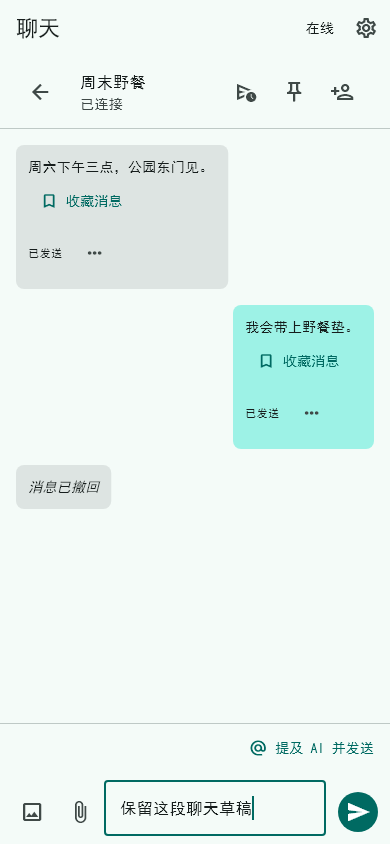 聊天
在线
周末野餐
已连接
周六下午三点，公园东门见。
收藏消息
已发送
我会带上野餐垫。
收藏消息
已发送
消息已撤回
提及 AI 并发送
保留这段聊天草稿